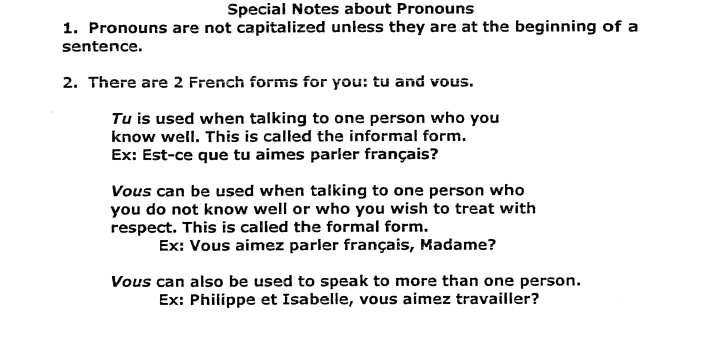 Special Notes about Pronouns
1. Pronouns are not capitalized unless they are at the beginning of a
sentence.
2. There are 2 French forms for you: tu and vous.
Tu is used when talking to one person who you
know well. This is called the informal form.
Ex: Est-ce que tu aimes parler français?
Vous can be used when talking to one person who
you do not know well or who you wish to treat with
respect. This is called the formal form.
Ex: Vous aimez parler français, Madame?
Vous can also be used to speak to more than one person.
Ex: Philippe et Isabelle, vous aimez travailler?